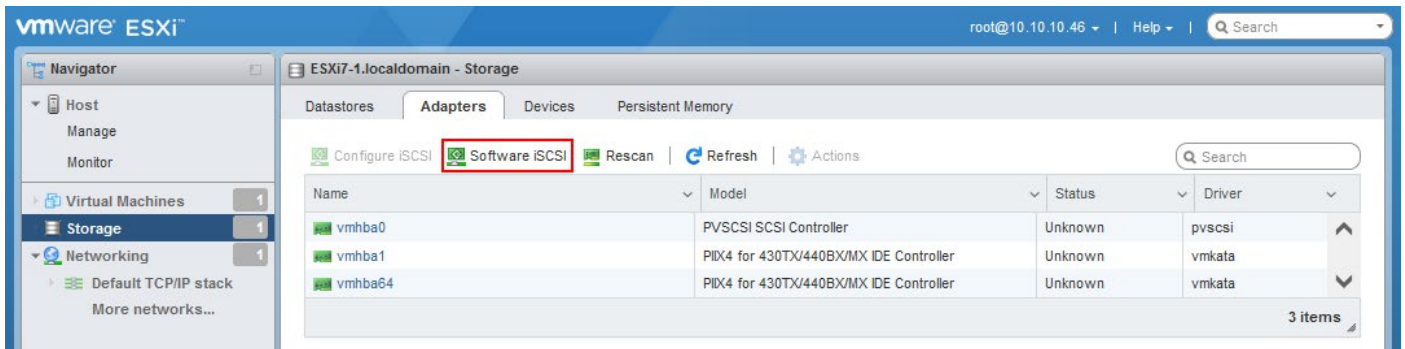 vmware ESXi™
root@10.10.10.46 | Help | Search
Navigator
Host
Manage
Monitor
Virtual Machines 1
Storage 1
Networking 1
Default TCP/IP stack
More networks...
ESXi7-1.localdomain - Storage
Datastores Adapters Devices Persistent Memory
Configure iSCSI Software iSCSI Rescan | Refresh | Actions Search
Name Model Status Driver
vmhba0 PVSCSI SCSI Controller Unknown pvscsi
vmhba1 PIIX4 for 430TX/440BX/MX IDE Controller Unknown vmkata
vmhba64 PIIX4 for 430TX/440BX/MX IDE Controller Unknown vmkata
3 items